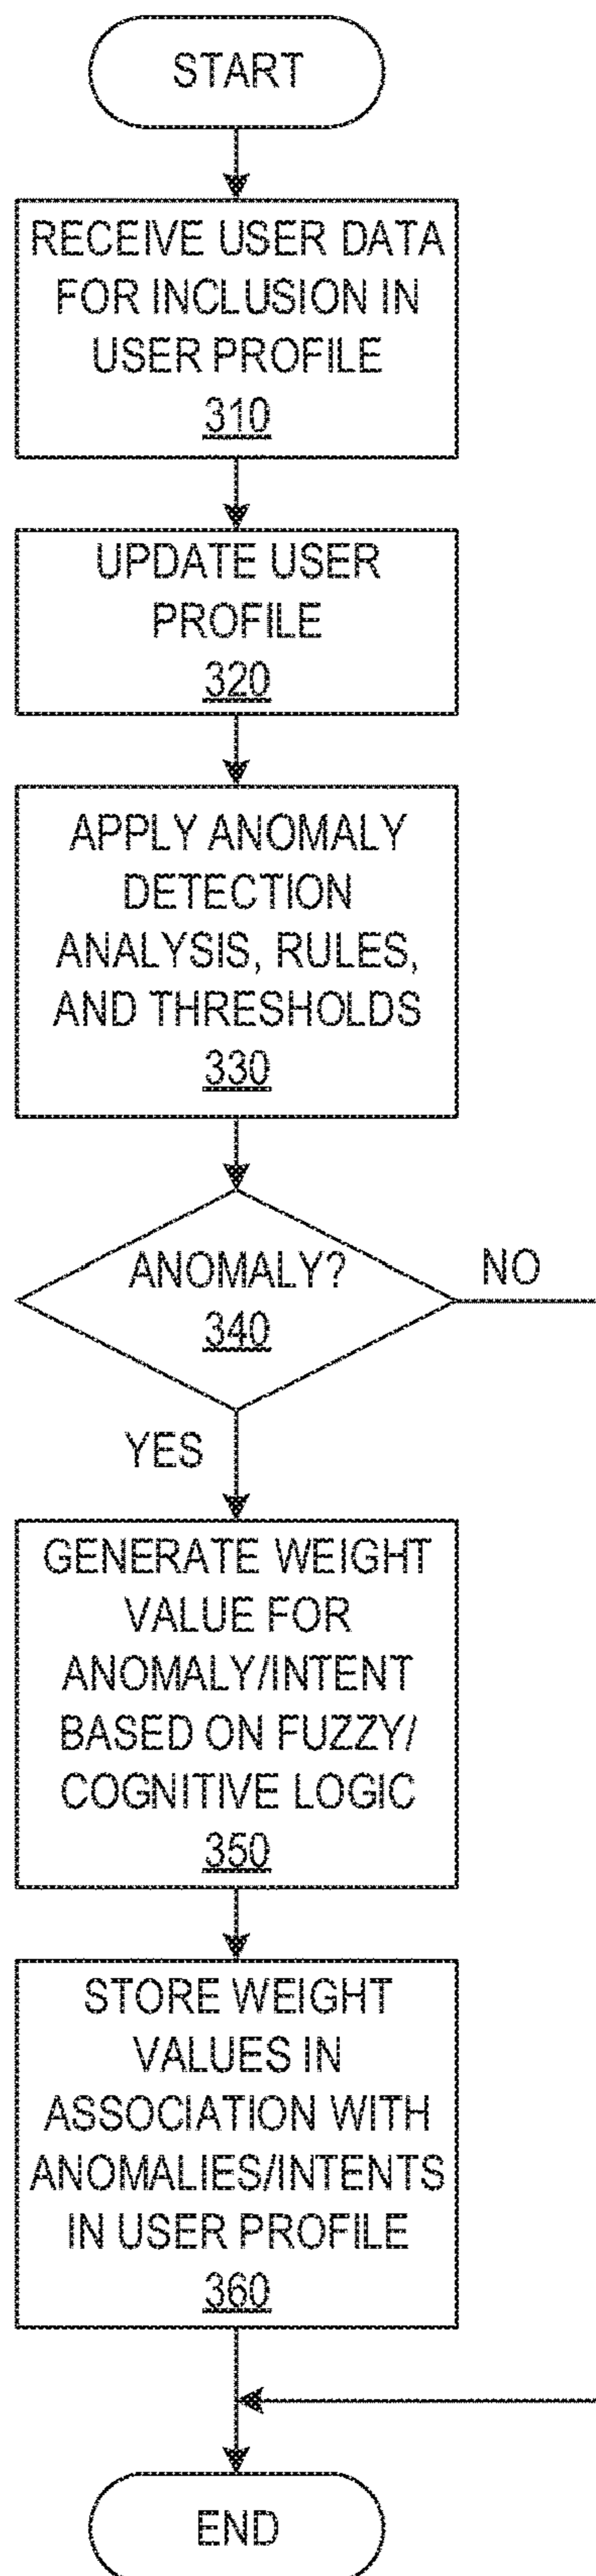 START
RECEIVE USER DATA
FOR INCLUSION IN
USER PROFILE
310
UPDATE USER
PROFILE
320
APPLY ANOMALY
DETECTION
ANALYSIS, RULES,
AND THRESHOLDS
330
ANOMALY?
340
NO
YES
GENERATE WEIGHT
VALUE FOR
ANOMALY/INTENT
BASED ON FUZZY/
COGNITIVE LOGIC
350
STORE WEIGHT
VALUES IN
ASSOCIATION WITH
ANOMALIES/INTENTS
IN USER PROFILE
360
END